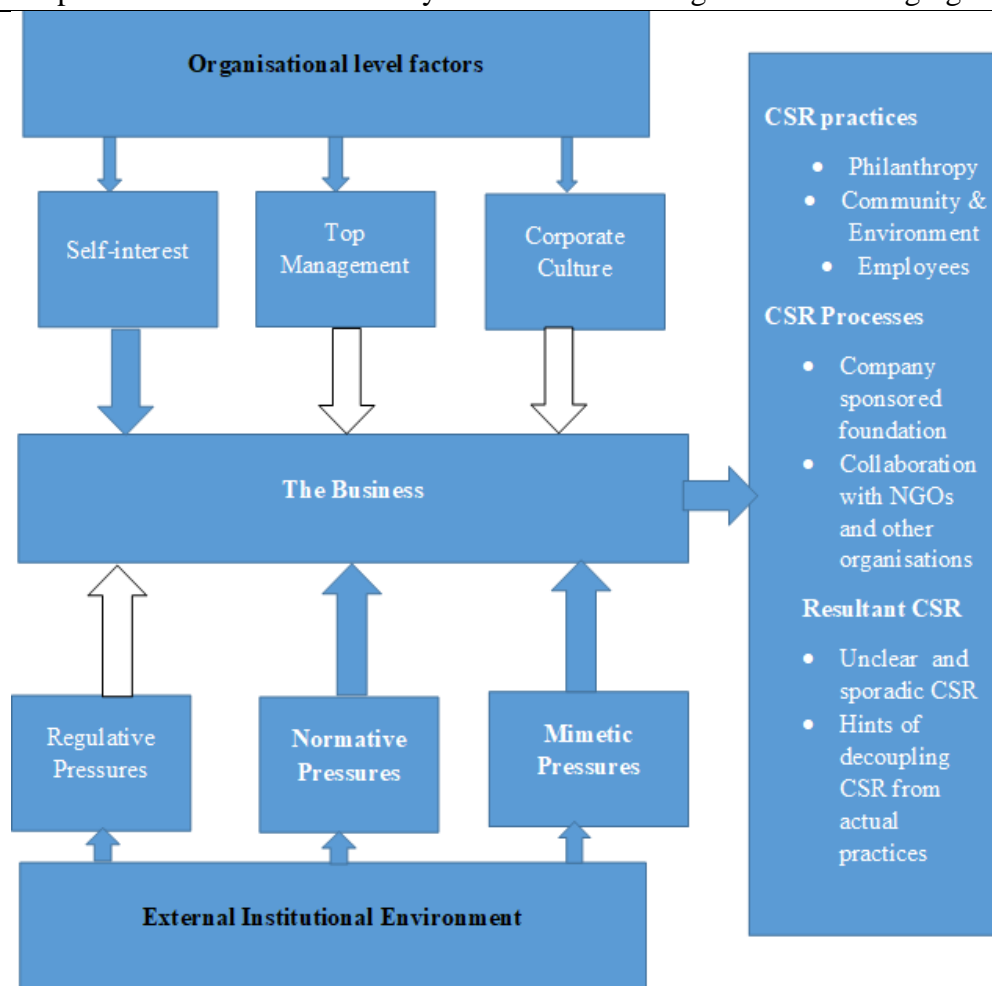 Organisational level factors
Self-interest
Top
Management
Corporate
Culture
The Business
Regulative
Pressures
Normative
Pressures
Mimetic
Pressures
External Institutional Environment
CSR practices
• Philanthropy
• Community &
Environment
• Employees
CSR Processes
• Company
sponsored
foundation
• Collaboration
with NGOs
and other
organisations
Resultant CSR
• Unclear and
sporadic CSR
• Hints of
decoupling
CSR from
actual
practices